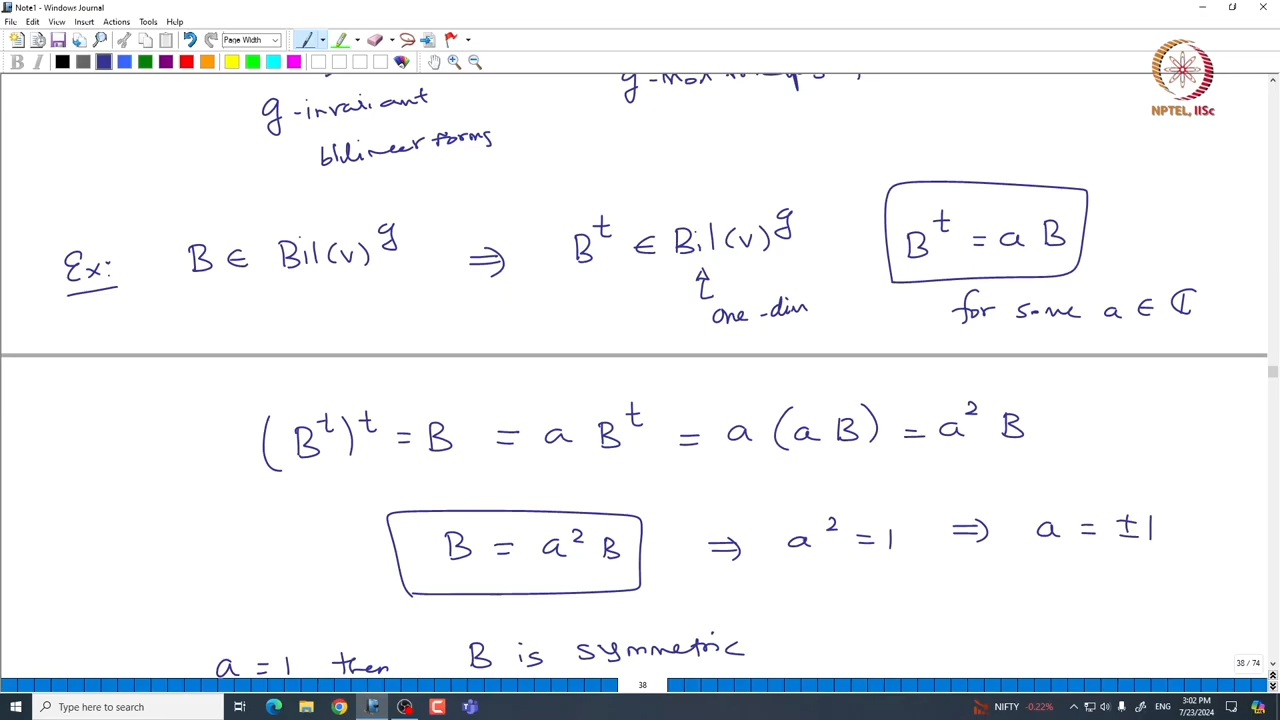 Note1 - Windows Journal
File Edit View Insert Actions Tools Help
Page Width
NPTEL, IISc
g-invariant
bilinear forms
Ex: B ∈ Bil(V)^g ⇒ B^t ∈ Bil(V)^g B^t = a B
one-dim for some a ∈ ℂ
(B^t)^t = B = a B^t = a (a B) = a^2 B
B = a^2 B ⇒ a^2 = 1 ⇒ a = ±1
a = 1 then B is symmetric
38 / 74
38
Type here to search
NIFTY -0.22%
ENG
3:02 PM
7/23/2024